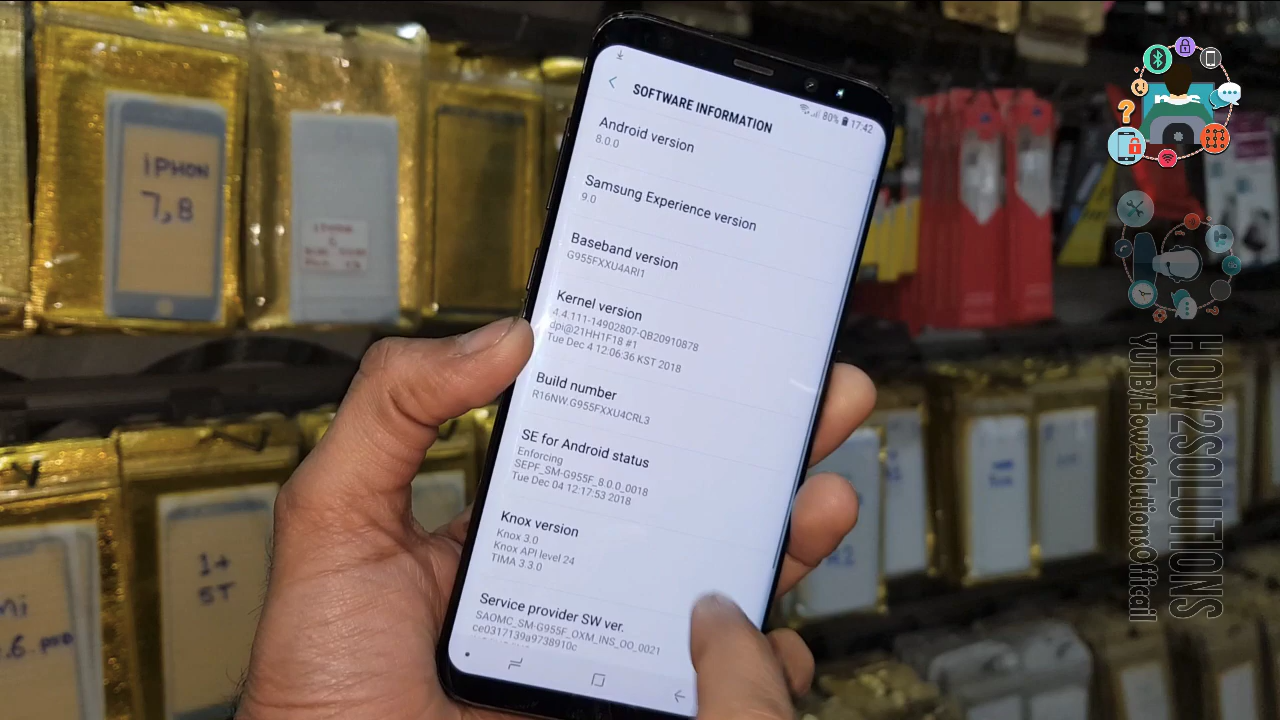 SOFTWARE INFORMATION
80% 17:42
Android version
8.0.0
Samsung Experience version
9.0
Baseband version
G955FXXU4ARI1
Kernel version
4.4.111-14902807-QB20910878
dpi@21HH1F18 #1
Tue Dec 4 12:06:36 KST 2018
Build number
R16NW.G955FXXU4CRL3
SE for Android status
Enforcing
SEPF_SM-G955F_8.0.0_0018
Tue Dec 04 12:17:53 2018
Knox version
Knox 3.0
Knox API level 24
TIMA 3.3.0
Service provider SW ver.
SAOMC_SM-G955F_OXM_INS_OO_0021
ce0317139a9738910c
IPHON
7,8
1+
5T
HOW2SOLUTIONS
YUTB/How2SolutionsOffcail